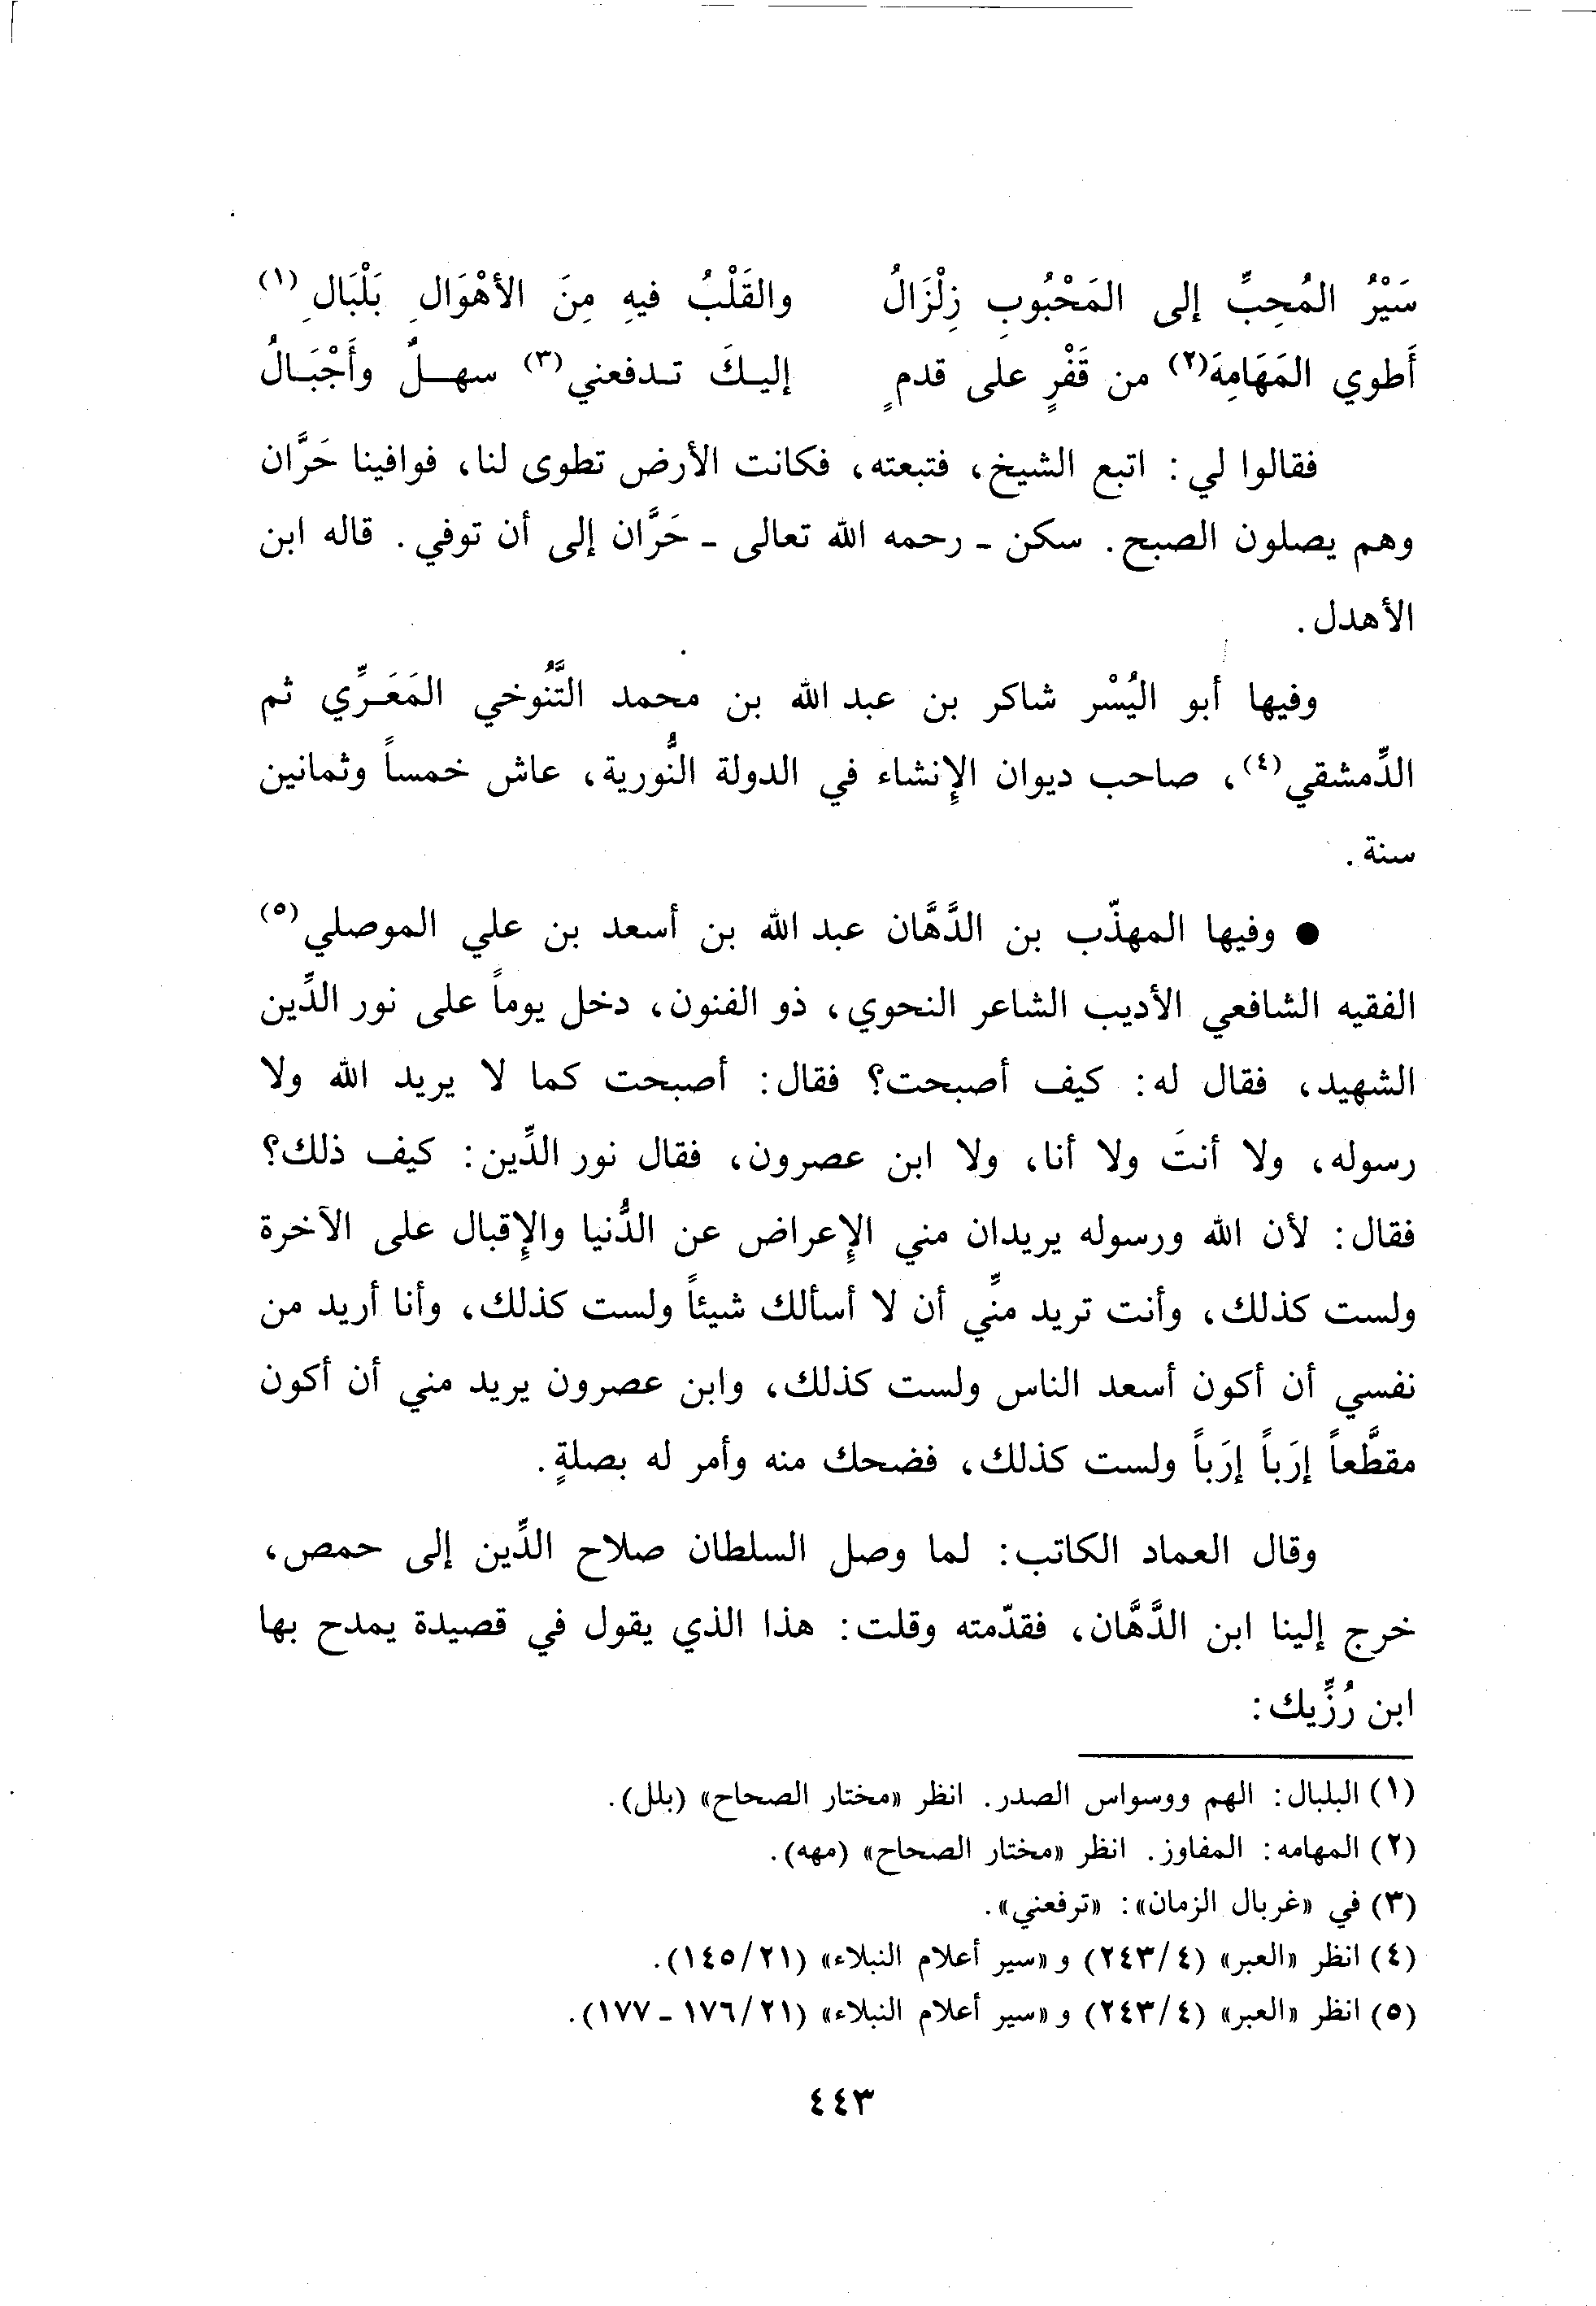 سَيْرُ المُحِبِّ إلى المَحْبُوبِ زِلْزَالُ والقَلْبُ فيهِ مِنَ الأهْوَالِ بَلْبَالِ (١)
أَطوي المَهَامِهَ(٢) من قَفْرٍ على قدمٍ إليـكَ تـدفعني(٣) سهـلٌ وأَجْبَـالُ
فقالوا لي: اتبع الشيخ، فتبعته، فكانت الأرض تطوى لنا، فوافينا حَرَّان
وهم يصلون الصبح. سكن ـ رحمه الله تعالى ـ حَرَّان إلى أن توفي. قاله ابن
الأهدل.
وفيها أبو اليُسْر شاكر بن عبد الله بن محمد التَّنُوخي المَعَـرِّي ثم
الدِّمشقي(٤)، صاحب ديوان الإنشاء في الدولة النُّورية، عاش خمساً وثمانين
سنة.
● وفيها المهذّب بن الدَّهَّان عبد الله بن أسعد بن علي الموصلي(٥)
الفقيه الشافعي الأديب الشاعر النحوي، ذو الفنون، دخل يوماً على نور الدِّين
الشهيد، فقال له: كيف أصبحت؟ فقال: أصبحت كما لا يريد الله ولا
رسوله، ولا أنتَ ولا أنا، ولا ابن عصرون، فقال نور الدِّين: كيف ذلك؟
فقال: لأن الله ورسوله يريدان مني الإعراض عن الدُّنيا والإقبال على الآخرة
ولست كذلك، وأنت تريد منِّي أن لا أسألك شيئاً ولست كذلك، وأنا أريد من
نفسي أن أكون أسعد الناس ولست كذلك، وابن عصرون يريد مني أن أكون
مقطَّعاً إرَباً إرَباً ولست كذلك، فضحك منه وأمر له بصلةٍ.
وقال العماد الكاتب: لما وصل السلطان صلاح الدِّين إلى حمص،
خرج إلينا ابن الدَّهَّان، فقدّمته وقلت: هذا الذي يقول في قصيدة يمدح بها
ابن رُزِّيك:
(١) البلبال: الهم ووسواس الصدر. انظر «مختار الصحاح» (بلل).
(٢) المهامه: المفاوز. انظر «مختار الصحاح» (مهه).
(٣) في «غربال الزمان»: «ترفعني».
(٤) انظر «العبر» (٢٤٣/٤) و «سير أعلام النبلاء» (١٤٥/٢١).
(٥) انظر «العبر» (٢٤٣/٤) و «سير أعلام النبلاء» (١٧٦/٢١ ـ ١٧٧).
٤٤٣